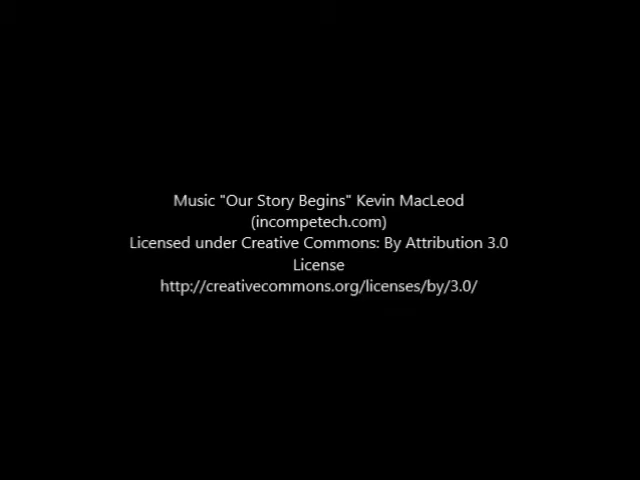 Music "Our Story Begins" Kevin MacLeod
(incompetech.com)
Licensed under Creative Commons: By Attribution 3.0
License
http://creativecommons.org/licenses/by/3.0/